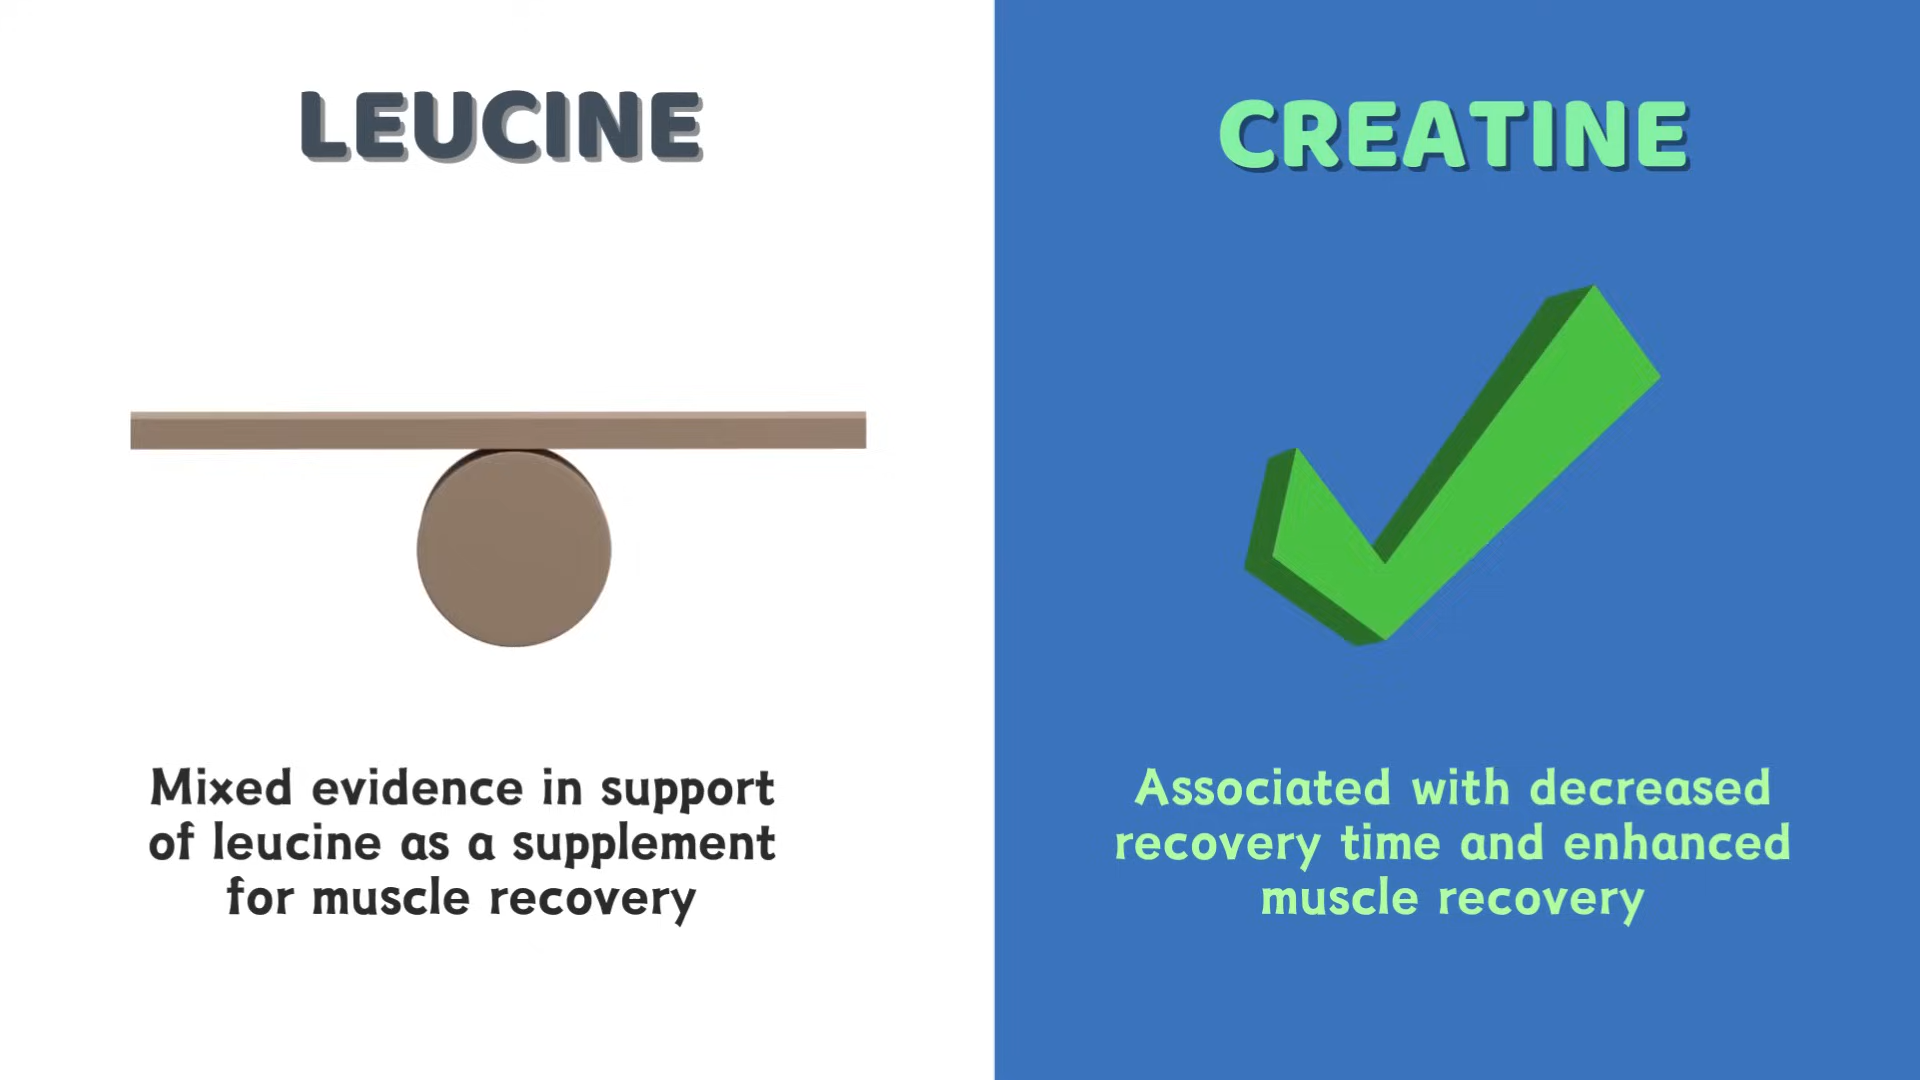 LEUCINE
Mixed evidence in support
of leucine as a supplement
for muscle recovery
CREATINE
Associated with decreased
recovery time and enhanced
muscle recovery